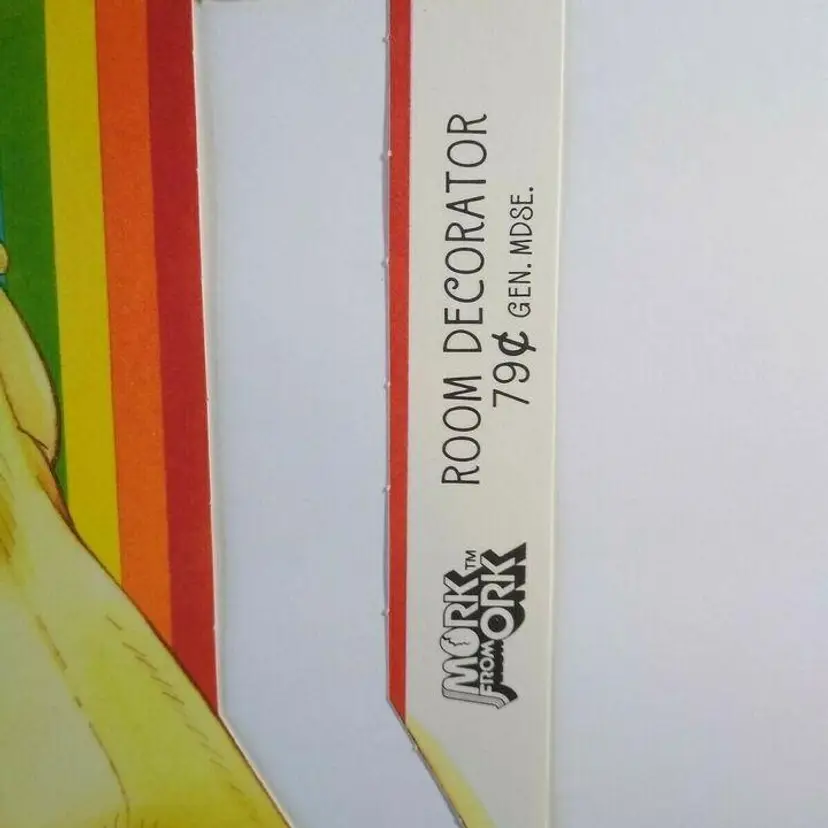 MORK™
FROM ORK
ROOM DECORATOR
79¢ GEN. MDSE.